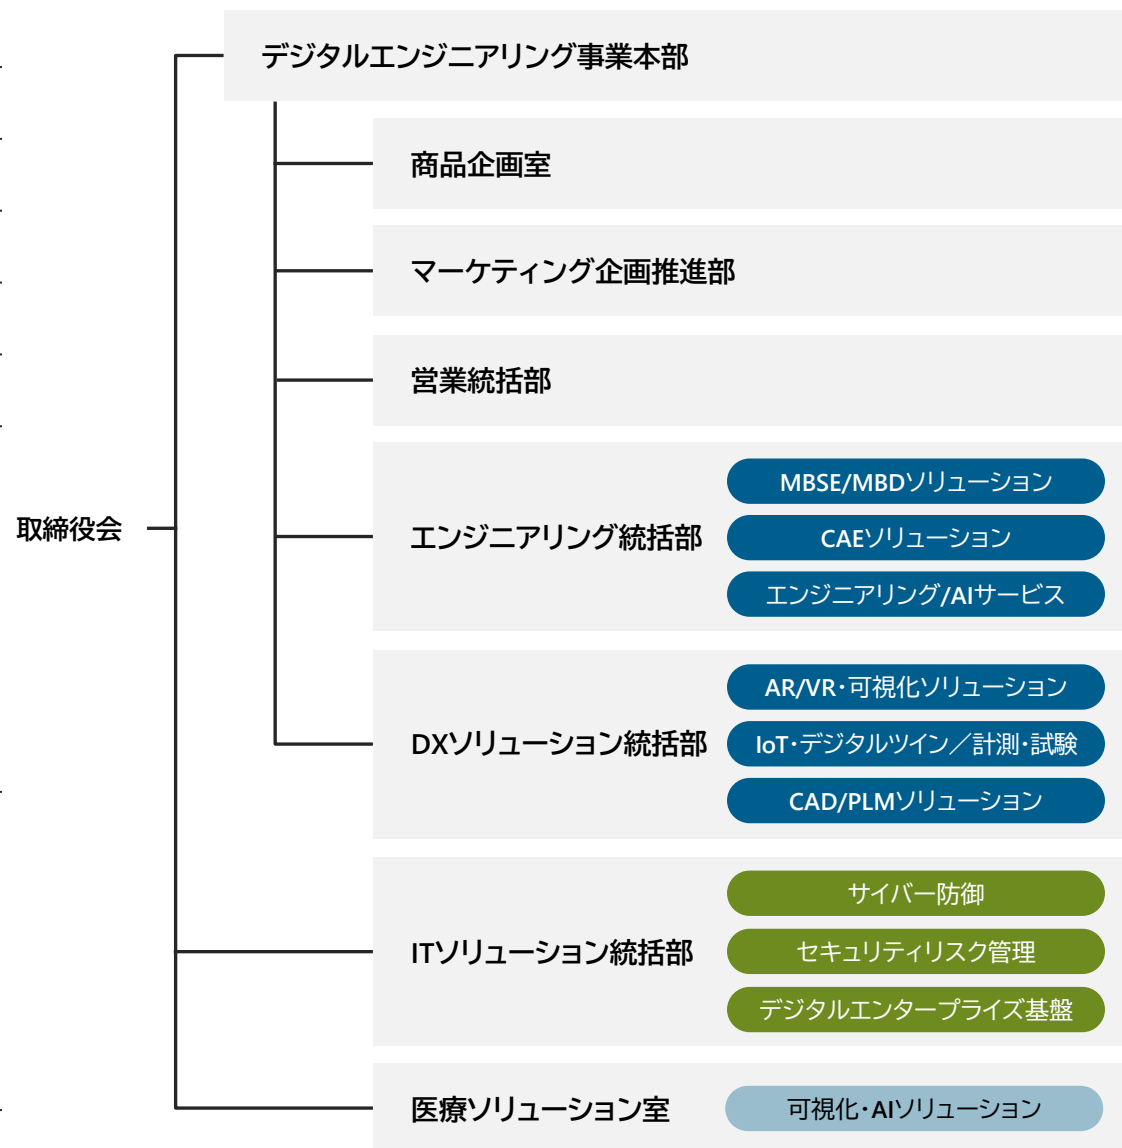 デジタルエンジニアリング事業本部
商品企画室
マーケティング企画推進部
営業統括部
取締役会
エンジニアリング統括部
MBSE/MBDソリューション
CAEソリューション
エンジニアリング/AIサービス
DXソリューション統括部
AR/VR・可視化ソリューション
IoT・デジタルツイン／計測・試験
CAD/PLMソリューション
ITソリューション統括部
サイバー防御
セキュリティリスク管理
デジタルエンタープライズ基盤
医療ソリューション室
可視化・AIソリューション